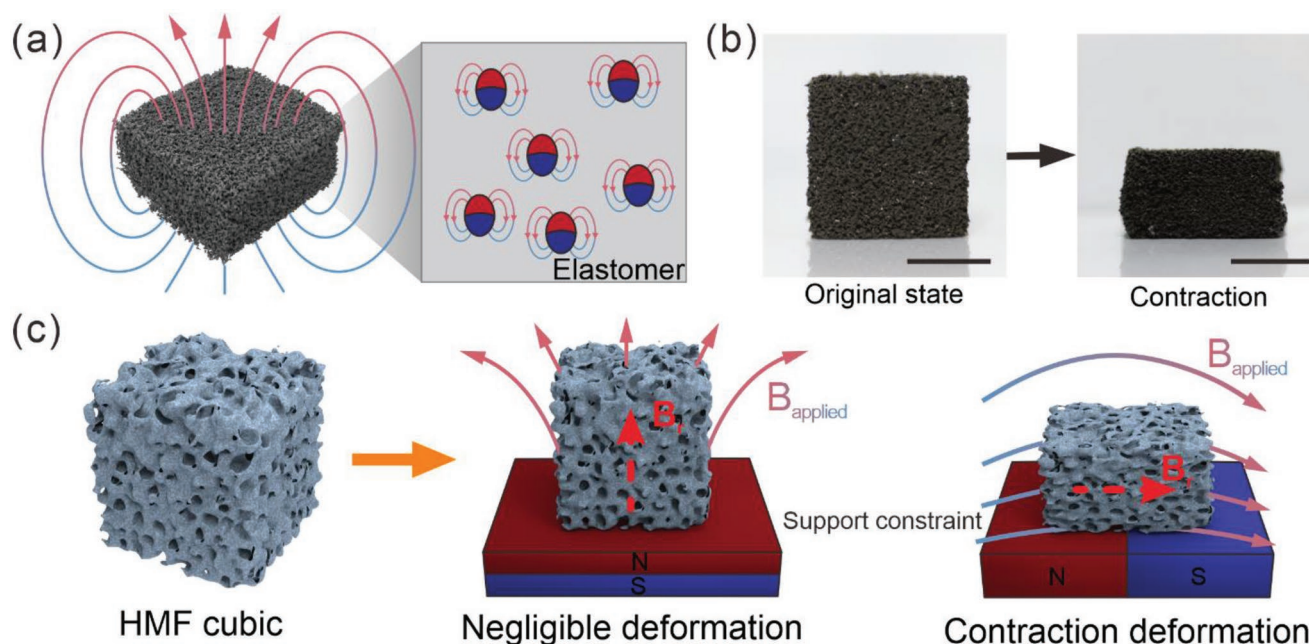 (a)
Elastomer
(b)
Original state
Contraction
(c)
HMF cubic
Br
Bapplied
N
S
Negligible deformation
Support constraint
Bapplied
Br
N
S
Contraction deformation